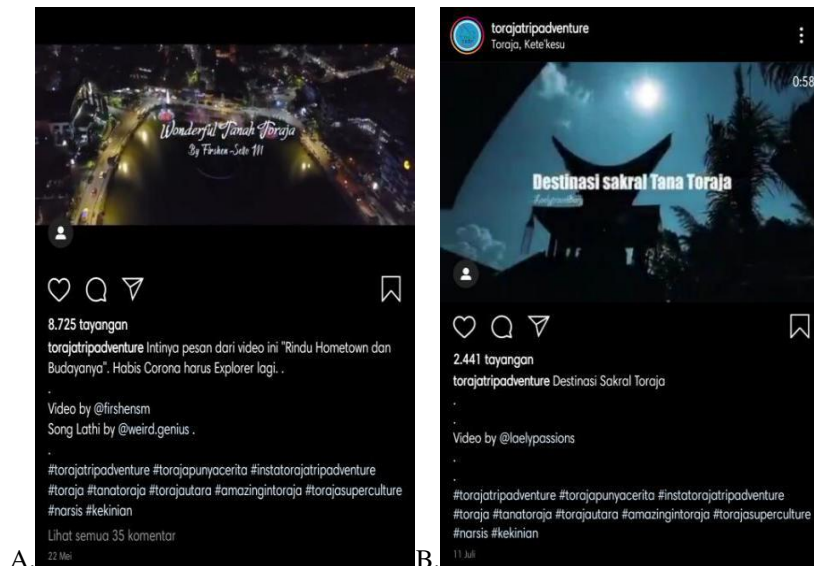 Wonderful Tanah Toraja
8.725 tayangan
torajatripadventure Intinya pesan dari video ini "Rindu Hometown dan
Budayanya". Habis Corona harus Explorer lagi. .
.
Video by @firshensm
Song Lathi by @weird.genius .
.
#torajatripadventure #torajapunyacerita #instatorajatripadventure
#toraja #tanatoraja #torajautara #amazingintoraja #torajasuperculture
#narsis #kekinian
Lihat semua 35 komentar
22 Mei
A.
torajatripadventure
Toraja, Kete'kesu
0:58
Destinasi sakral Tana Toraja
2.441 tayangan
torajatripadventure Destinasi Sakral Toraja
.
.
Video by @laelypassions
.
.
#torajatripadventure #torajapunyacerita #instatorajatripadventure
#toraja #tanatoraja #torajautara #amazingintoraja #torajasuperculture
#narsis #kekinian
11 Juli
B.